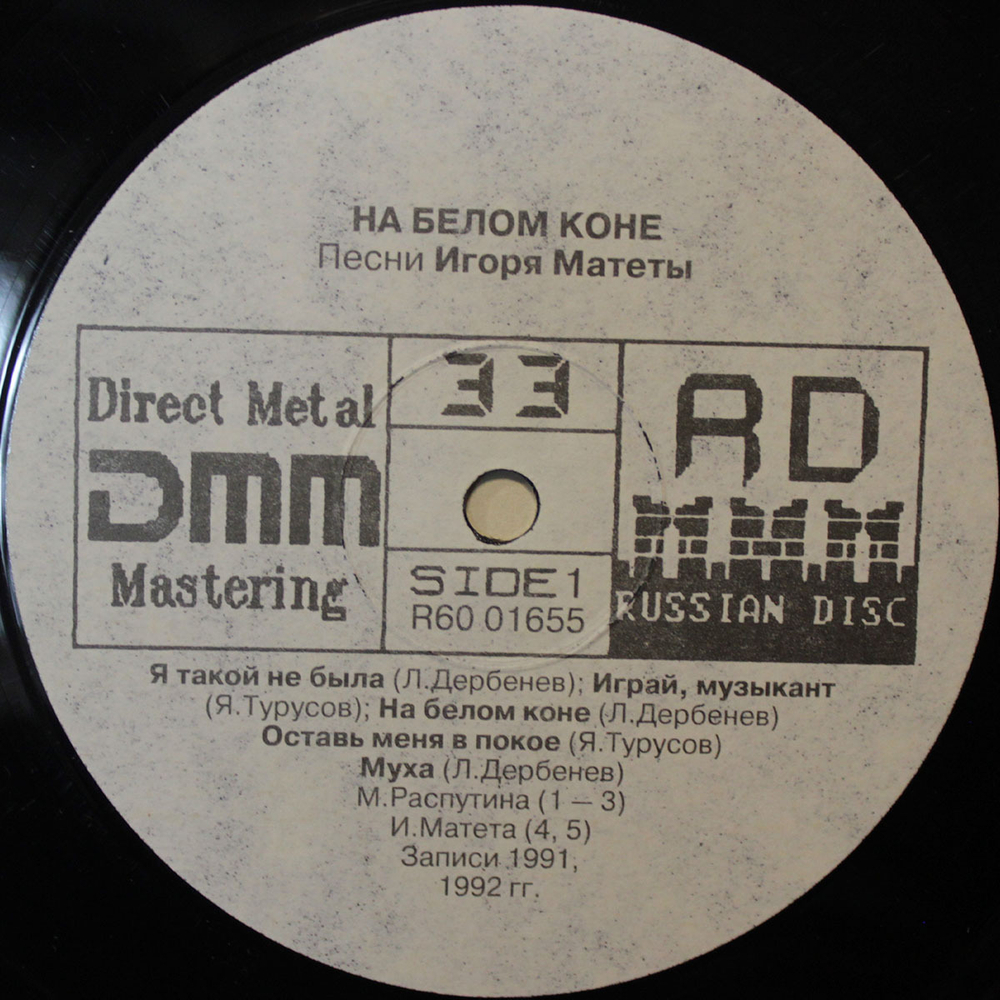 НА БЕЛОМ КОНЕ
Песни Игоря Матеты
Direct Metal
DMM
Mastering
33
SIDE 1
R60 01655
RD
RUSSIAN DISC
Я такой не была (Л.Дербенев); Играй, музыкант
(Я.Турусов); На белом коне (Л.Дербенев)
Оставь меня в покое (Я.Турусов)
Муха (Л.Дербенев)
М.Распутина (1 — 3)
И.Матета (4, 5)
Записи 1991,
1992 гг.